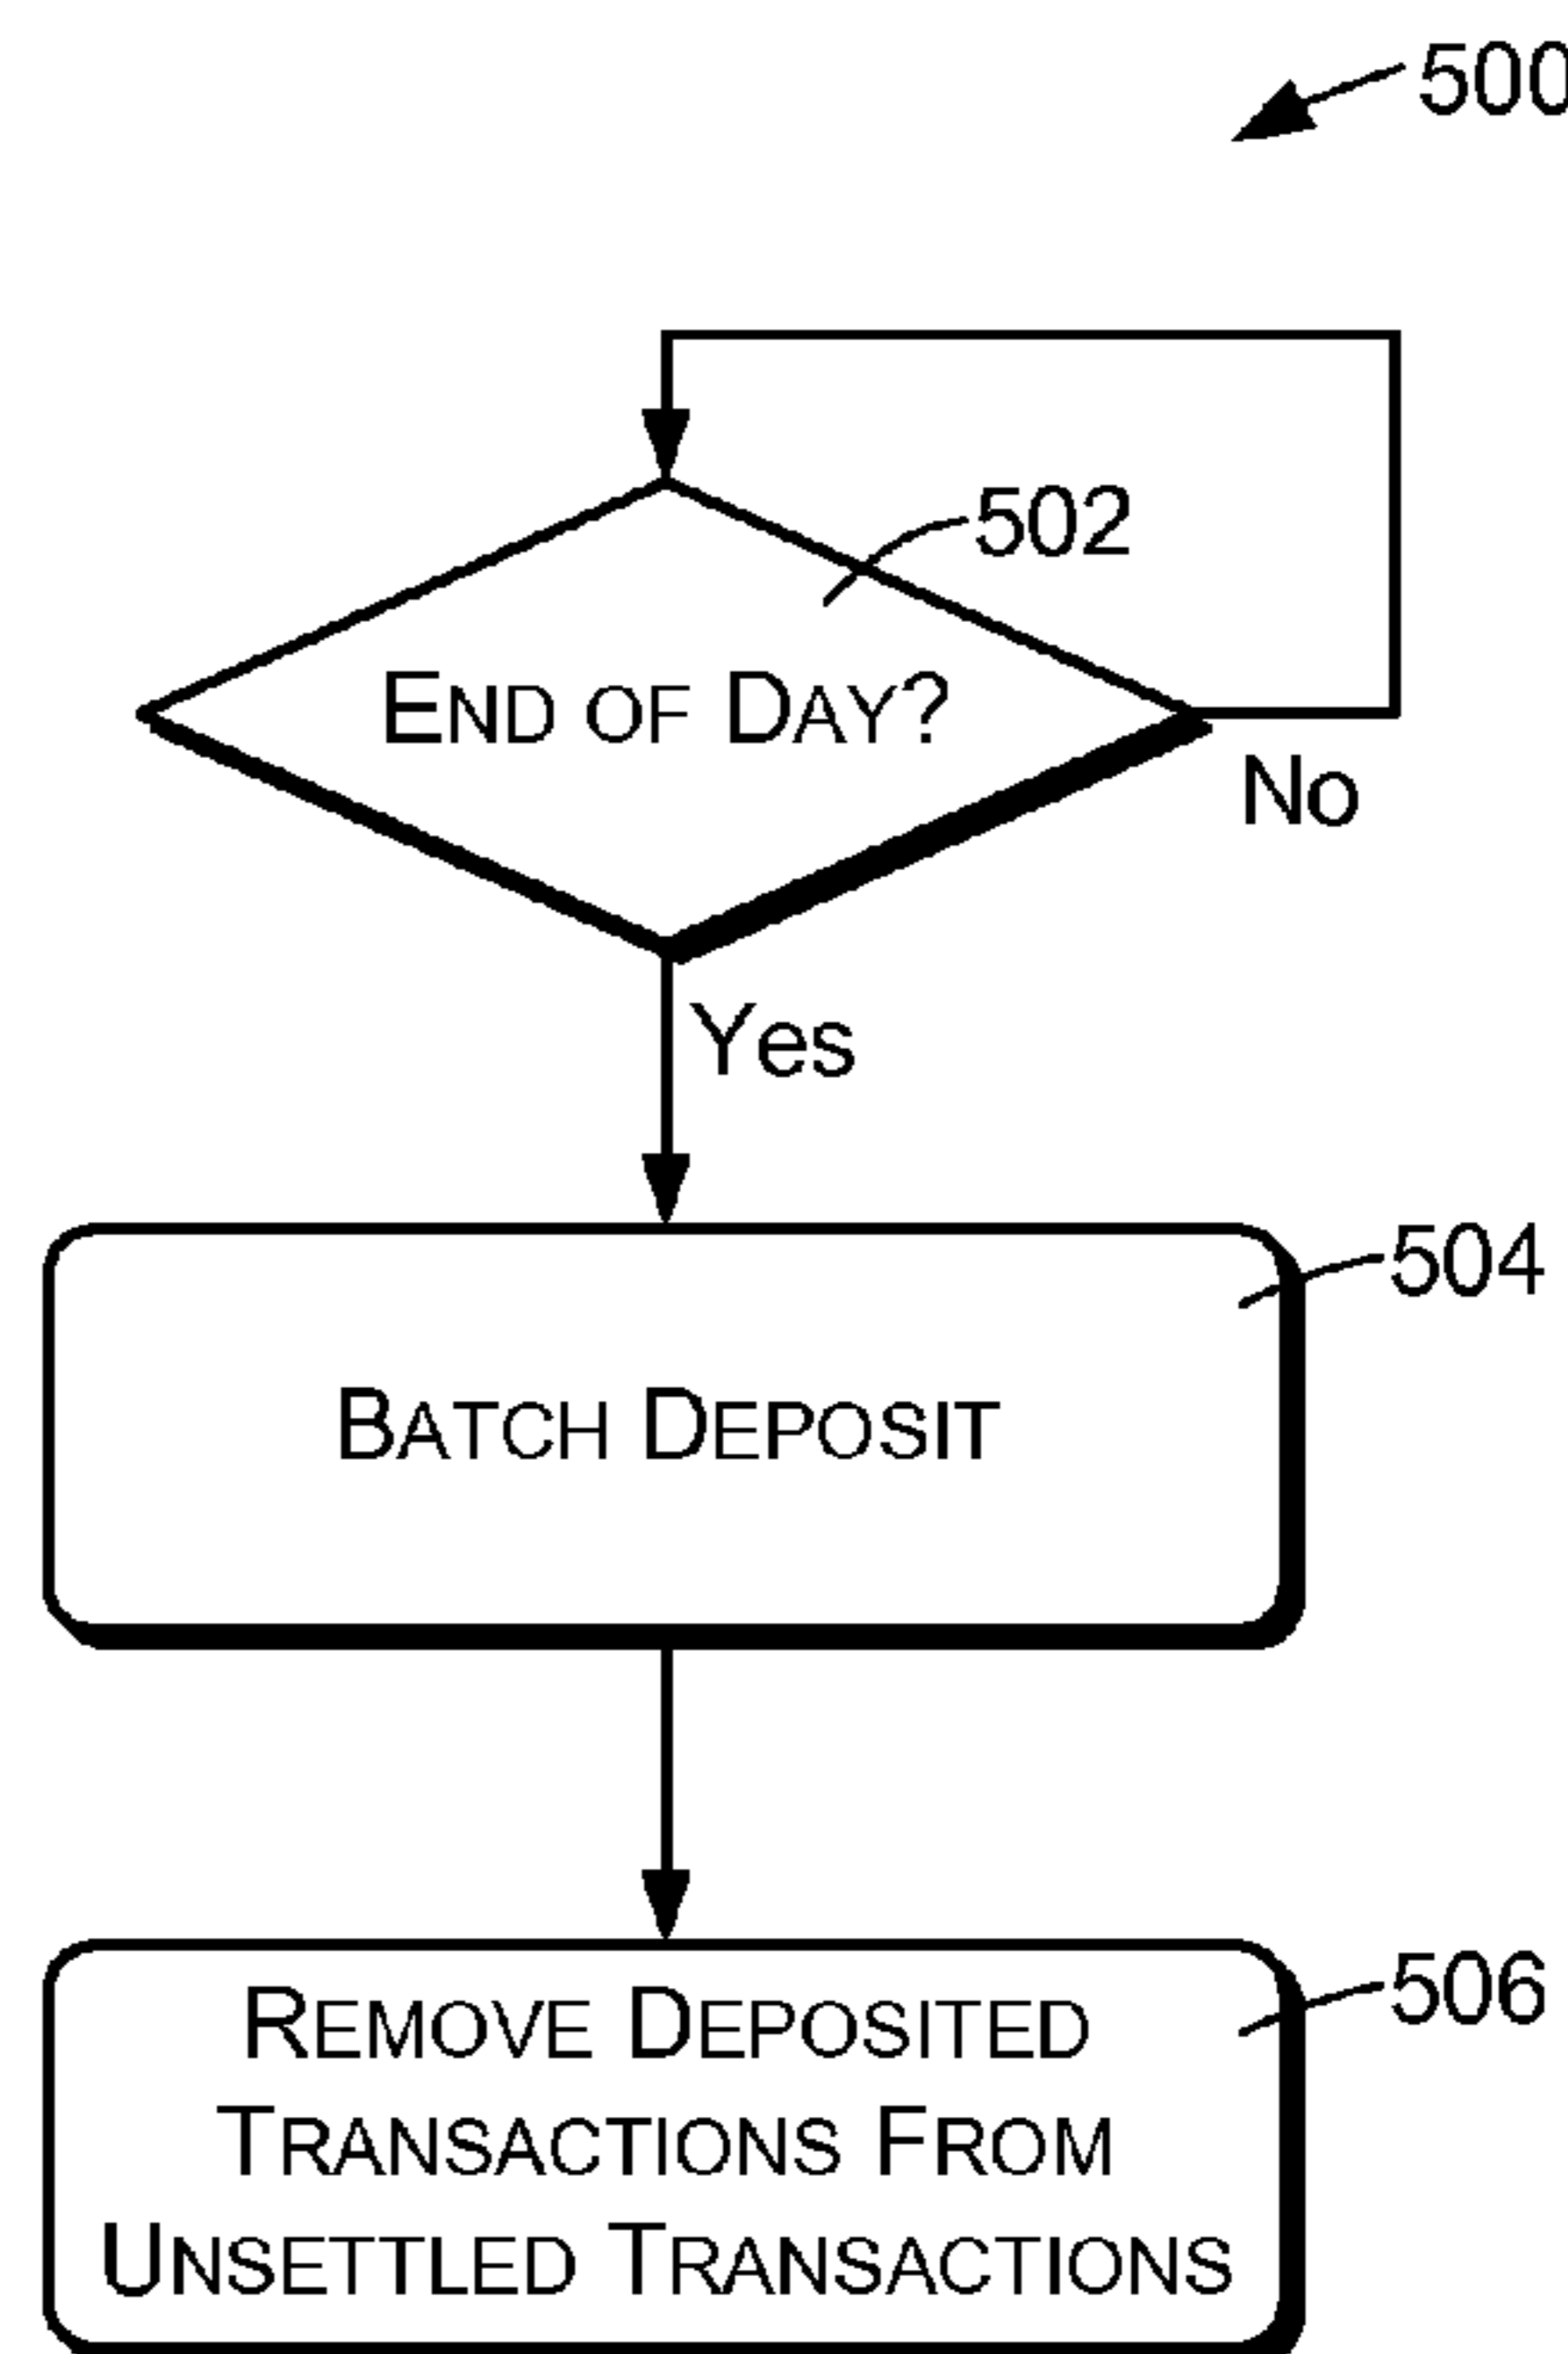 500
502
END OF DAY?
No
Yes
504
BATCH DEPOSIT
506
REMOVE DEPOSITED
TRANSACTIONS FROM
UNSETTLED TRANSACTIONS